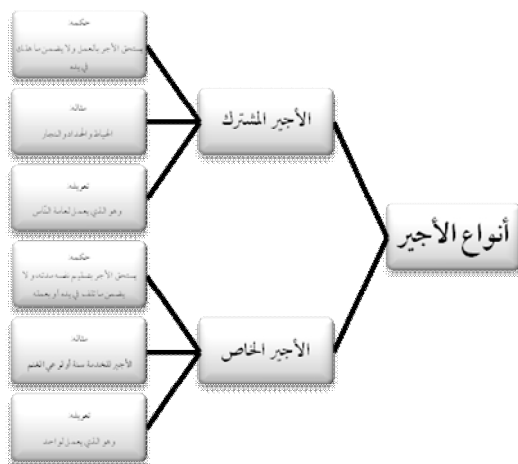 أنواع الأجير
الأجير المشترك
حكمه:
يستحق الأجر بالعمل ولا يضمن ما هلك
في يده
مثاله:
الخياط والحداد والنجار
تعريفه:
وهو الذي يعمل لعامة الناس
الأجير الخاص
حكمه:
يستحق الأجر بتسليم نفسه مدته، ولا
يضمن ما تلف في يده أو بعمله
مثاله:
الأجير للخدمة سنة أو لرعي الغنم
تعريفه:
وهو الذي يعمل لواحد